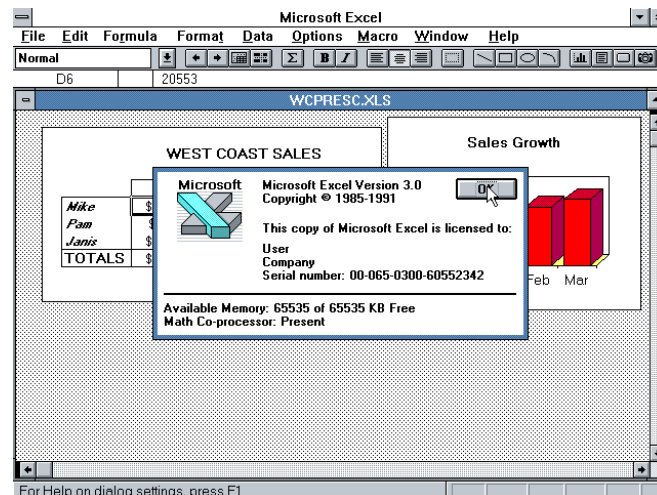 Microsoft Excel
File Edit Formula Format Data Options Macro Window Help
Normal
Σ B I
D6 20553
WCPRESC.XLS
WEST COAST SALES
Sales Growth
Mike $
Pam $
Janis $
TOTALS $
Feb Mar
Microsoft
Microsoft Excel Version 3.0
Copyright © 1985-1991
OK
This copy of Microsoft Excel is licensed to:
User
Company
Serial number: 00-065-0300-60552342
Available Memory: 65535 of 65535 KB Free
Math Co-processor: Present
For Help on dialog settings, press F1